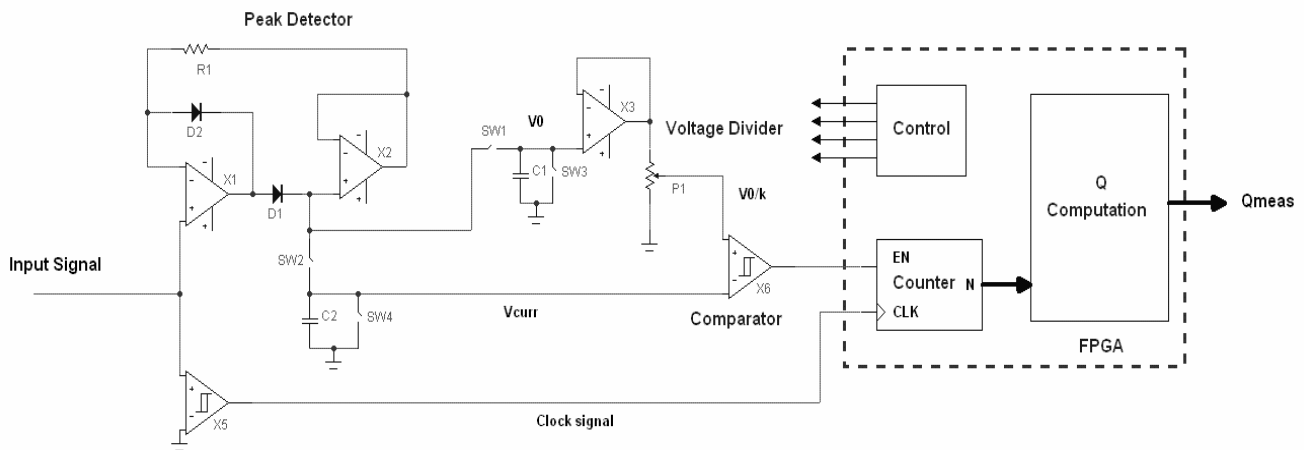 Peak Detector
R1
D2
X1
D1
X2
SW1
V0
C1
SW3
X3
Voltage Divider
P1
V0/k
Control
Q
Computation
Qmeas
Input Signal
SW2
C2
SW4
Vcurr
X6
Comparator
EN
Counter N
CLK
FPGA
X5
Clock signal